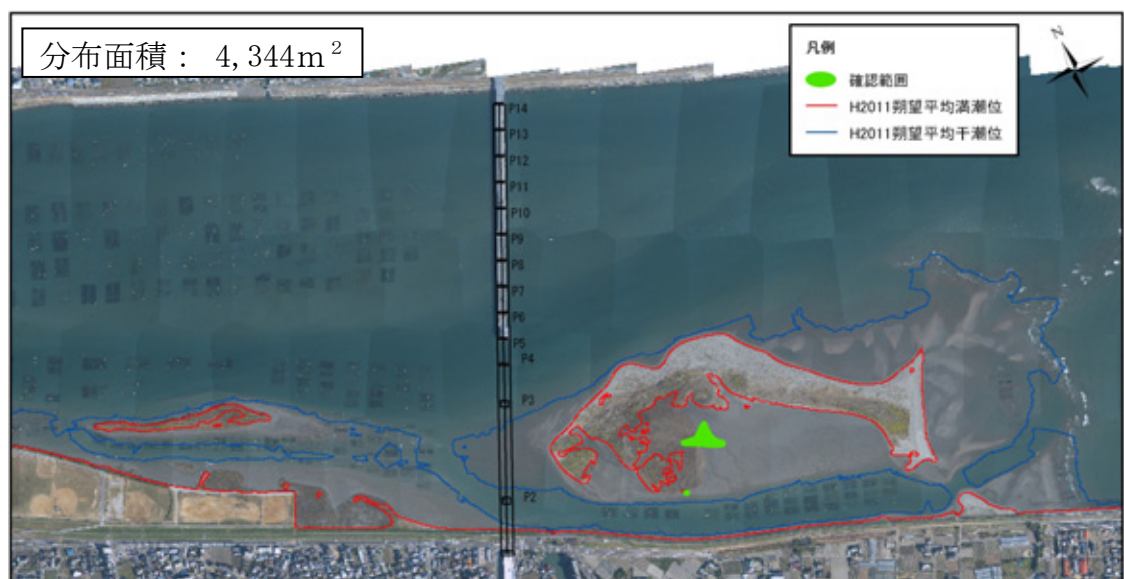 分布面積： 4,344m²
凡例
確認範囲
H2011朔望平均満潮位
H2011朔望平均干潮位
N
P14
P13
P12
P11
P10
P9
P8
P7
P6
P5
P4
P3
P2